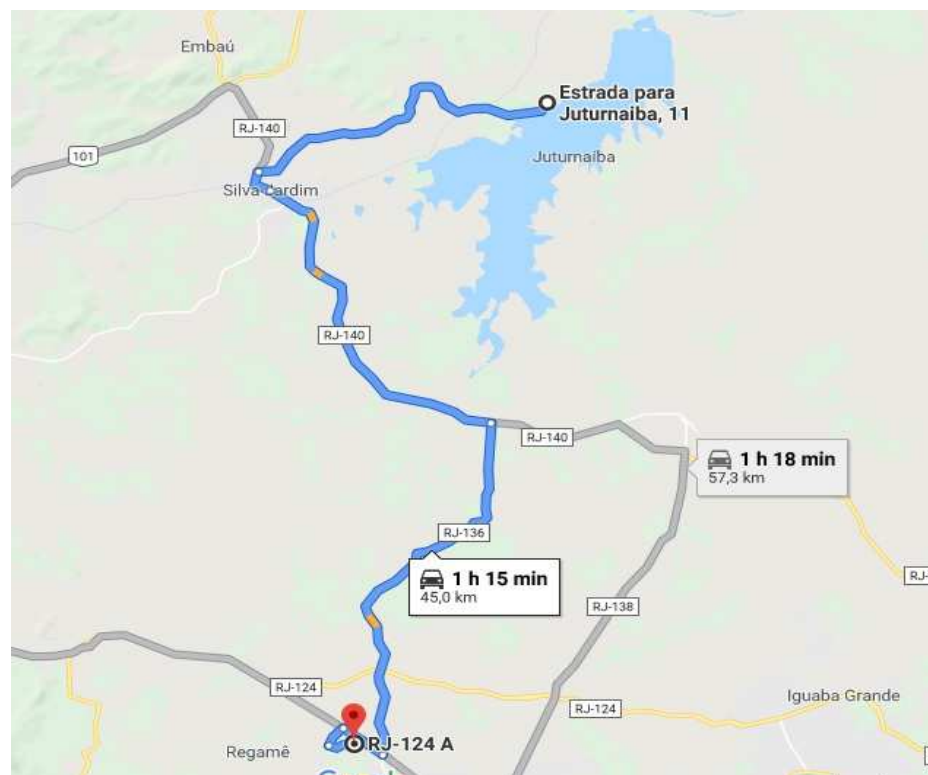 Embaú
Estrada para
Juturnaiba, 11
RJ-140
101
Juturnaíba
Silva Cardim
RJ-140
RJ-140
1 h 18 min
57,3 km
RJ-136
1 h 15 min
45,0 km
RJ-
RJ-138
RJ-124
Iguaba Grande
RJ-124
RJ-124 A
Regamê